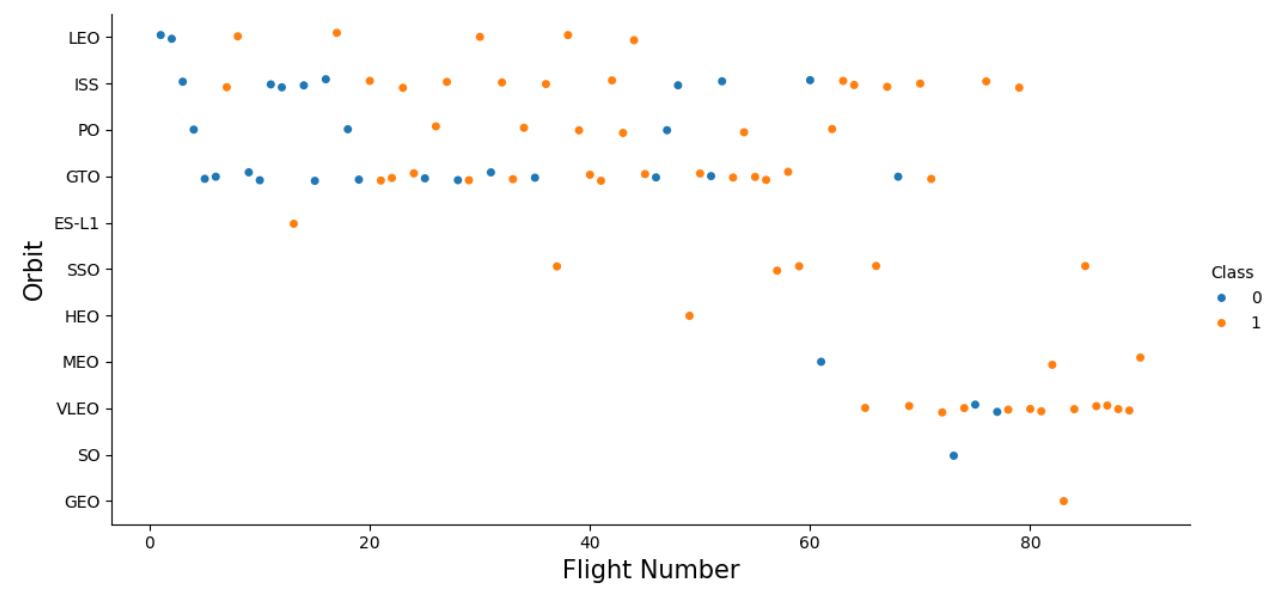 LEO
ISS
PO
GTO
ES-L1
SSO
HEO
MEO
VLEO
SO
GEO
Orbit
0 20 40 60 80
Flight Number
Class
0
1